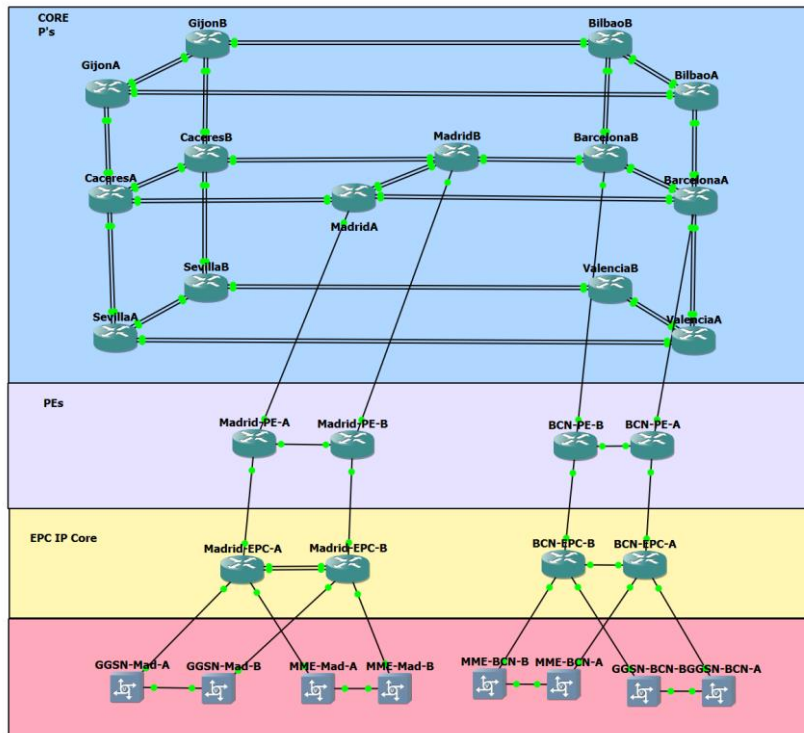 CORE
P's
GijonB
BilbaoB
GijonA
BilbaoA
CaceresB
MadridB
BarcelonaB
CaceresA
BarcelonaA
MadridA
SevillaB
ValenciaB
SevillaA
ValenciaA
PEs
Madrid-PE-A
Madrid-PE-B
BCN-PE-B
BCN-PE-A
EPC IP Core
Madrid-EPC-A
Madrid-EPC-B
BCN-EPC-B
BCN-EPC-A
GGSN-Mad-A
GGSN-Mad-B
MME-Mad-A
MME-Mad-B
MME-BCN-B
MME-BCN-A
GGSN-BCN-B
GGSN-BCN-A